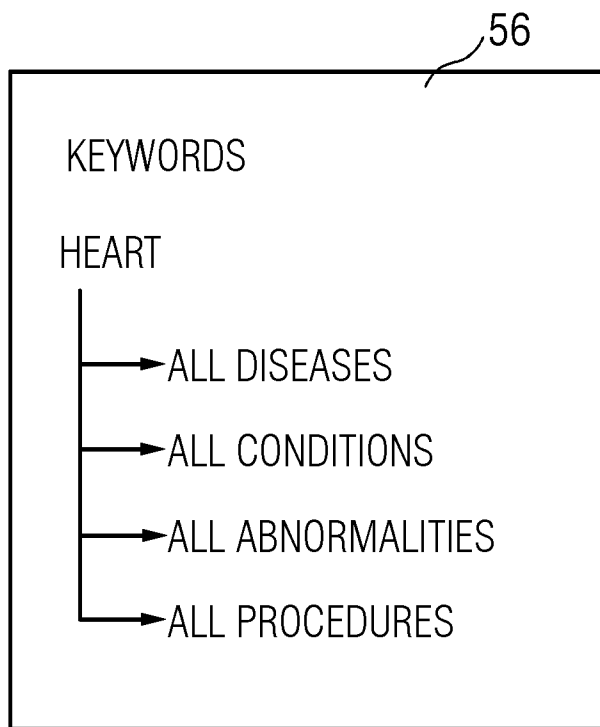 56
KEYWORDS
HEART
ALL DISEASES
ALL CONDITIONS
ALL ABNORMALITIES
ALL PROCEDURES